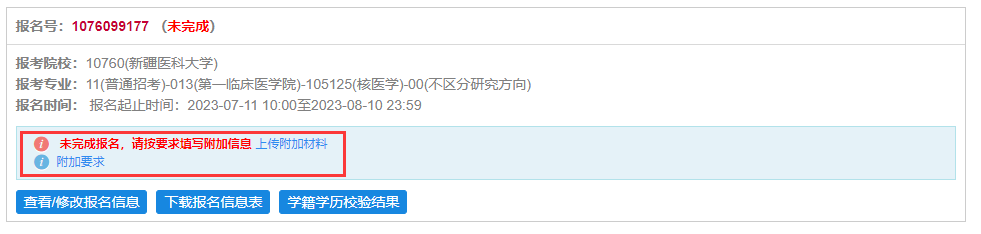 报名号：1076099177 （未完成）
报考院校：10760(新疆医科大学)
报考专业：11(普通招考)-013(第一临床医学院)-105125(核医学)-00(不区分研究方向)
报名时间： 报名起止时间：2023-07-11 10:00至2023-08-10 23:59
未完成报名，请按要求填写附加信息 上传附加材料
附加要求
查看/修改报名信息 下载报名信息表 学籍学历校验结果